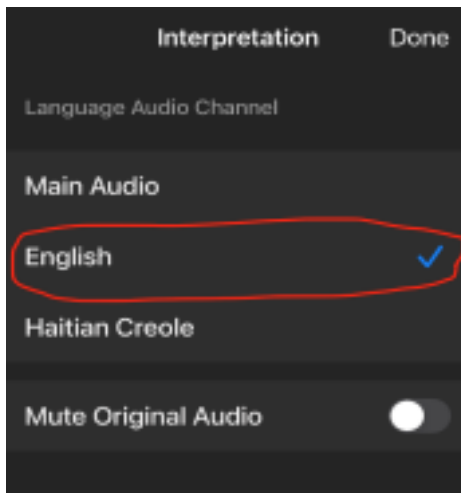 Interpretation Done
Language Audio Channel
Main Audio
English
Haitian Creole
Mute Original Audio